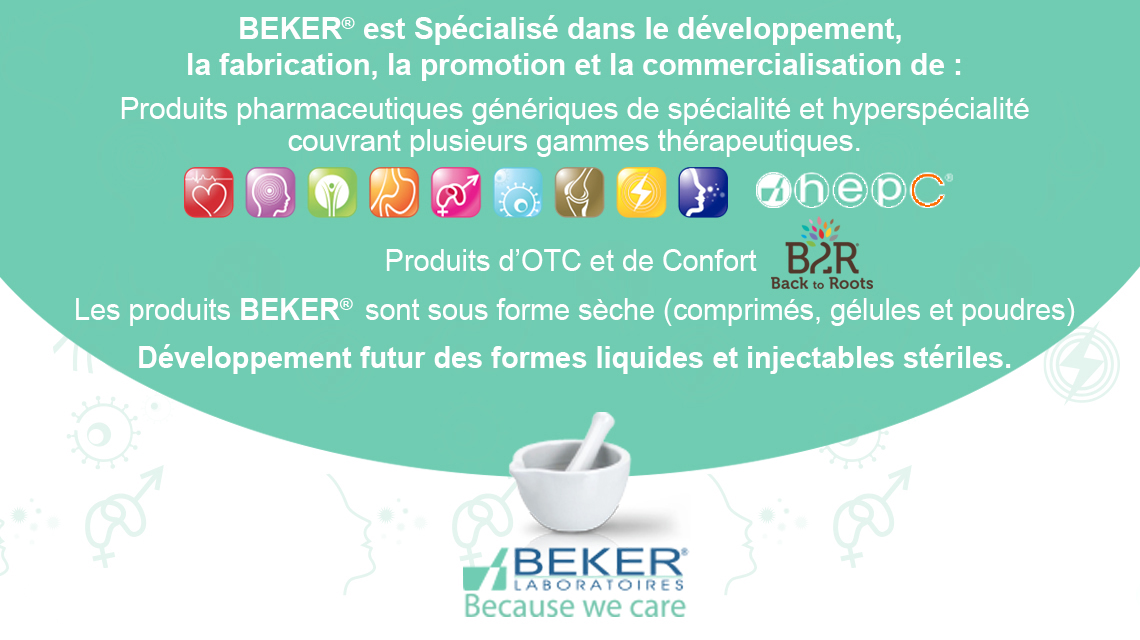 BEKER® est Spécialisé dans le développement,
la fabrication, la promotion et la commercialisation de :
Produits pharmaceutiques génériques de spécialité et hyperspécialité
couvrant plusieurs gammes thérapeutiques.
hepC®
Produits d'OTC et de Confort
B2R
Back to Roots
Les produits BEKER® sont sous forme sèche (comprimés, gélules et poudres)
Développement futur des formes liquides et injectables stériles.
BEKER®
LABORATOIRES
Because we care